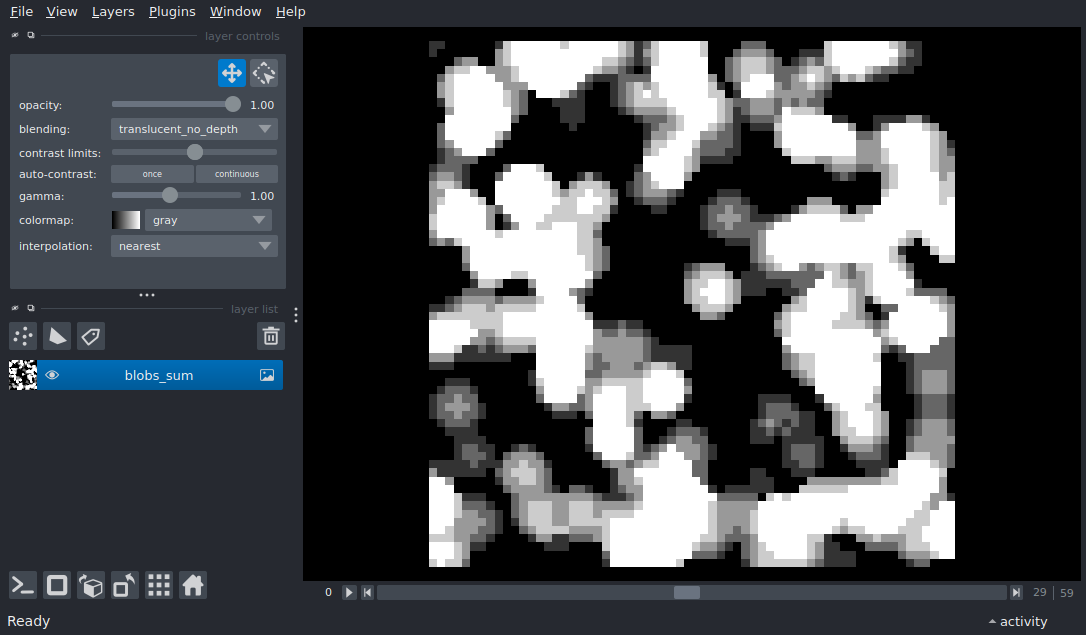 File View Layers Plugins Window Help
layer controls
opacity: 1.00
blending: translucent_no_depth
contrast limits:
auto-contrast: once continuous
gamma: 1.00
colormap: gray
interpolation: nearest
layer list
blobs_sum
0 29 | 59
Ready activity